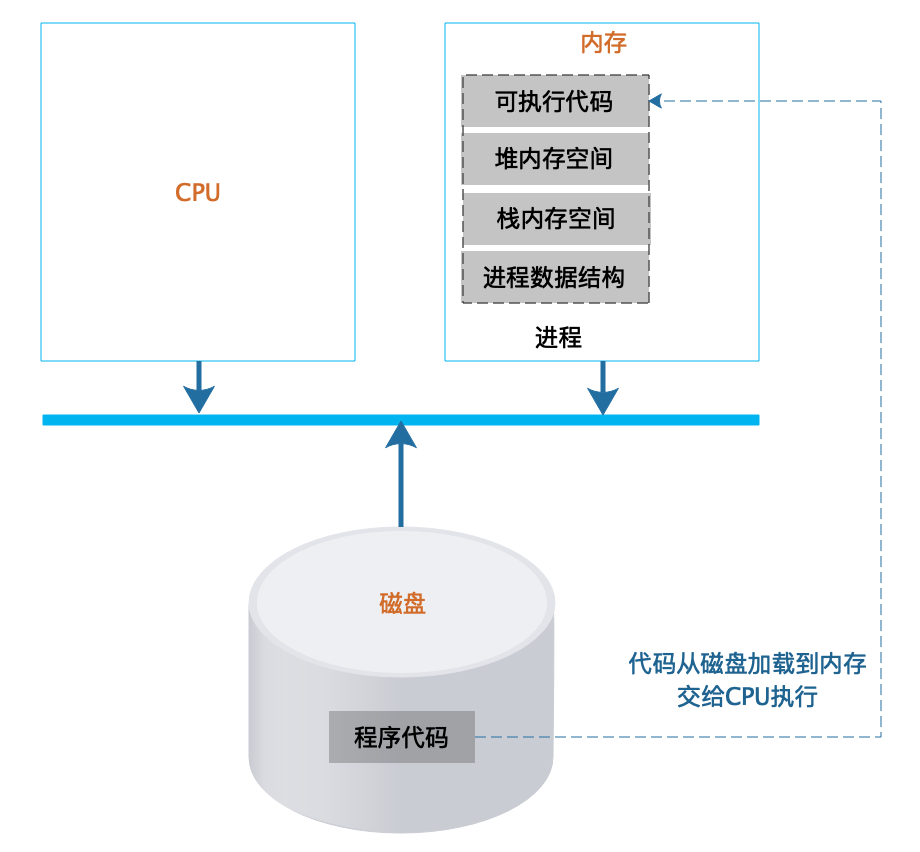 CPU
内存
可执行代码
堆内存空间
栈内存空间
进程数据结构
进程
磁盘
程序代码
代码从磁盘加载到内存
交给CPU执行